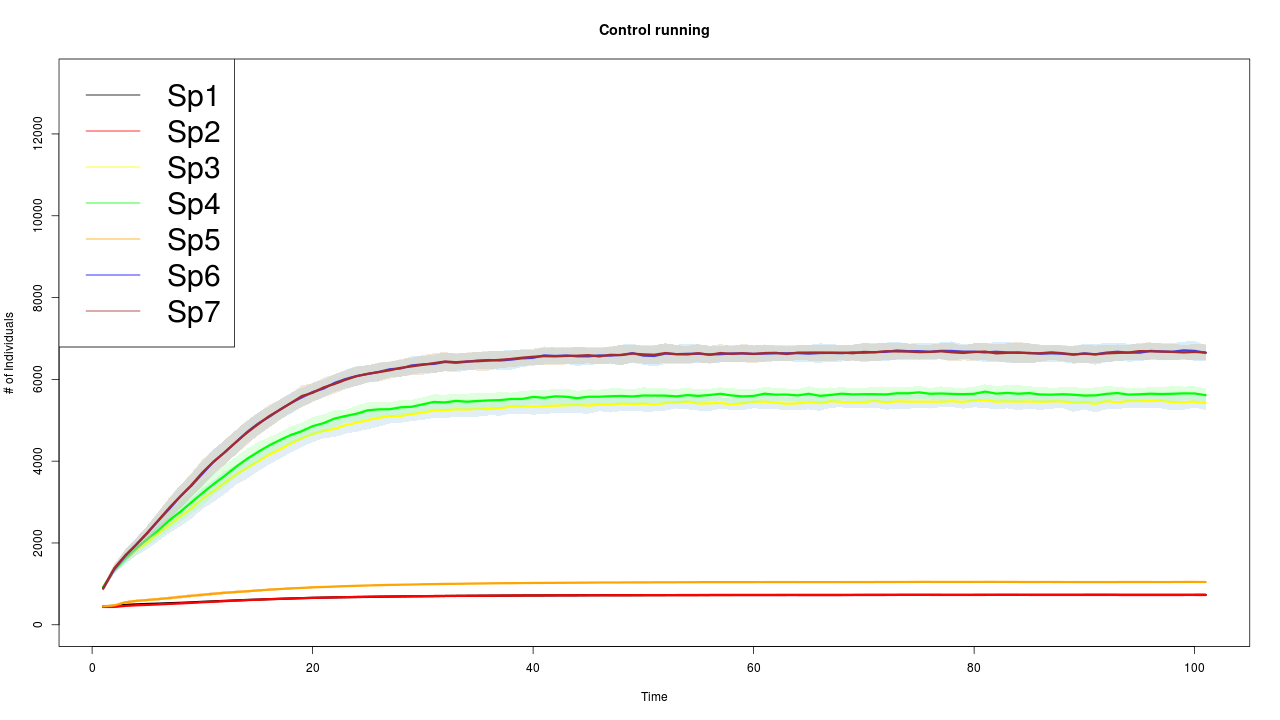 Control running
Sp1
Sp2
Sp3
Sp4
Sp5
Sp6
Sp7
# of Individuals
12000
10000
8000
6000
4000
2000
0
0 20 40 60 80 100
Time